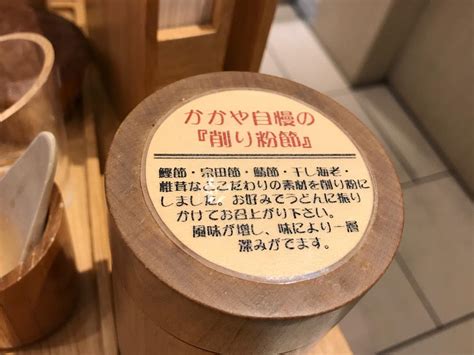 かかや自慢の
『削り粉節』
鰹節・宗田節・鯖節・干し海老・
椎茸などこだわりの素材を削り粉に
しました。お好みでうどんに振り
かけてお召上がり下さい。
風味が増し、味により一層
深みがでます。